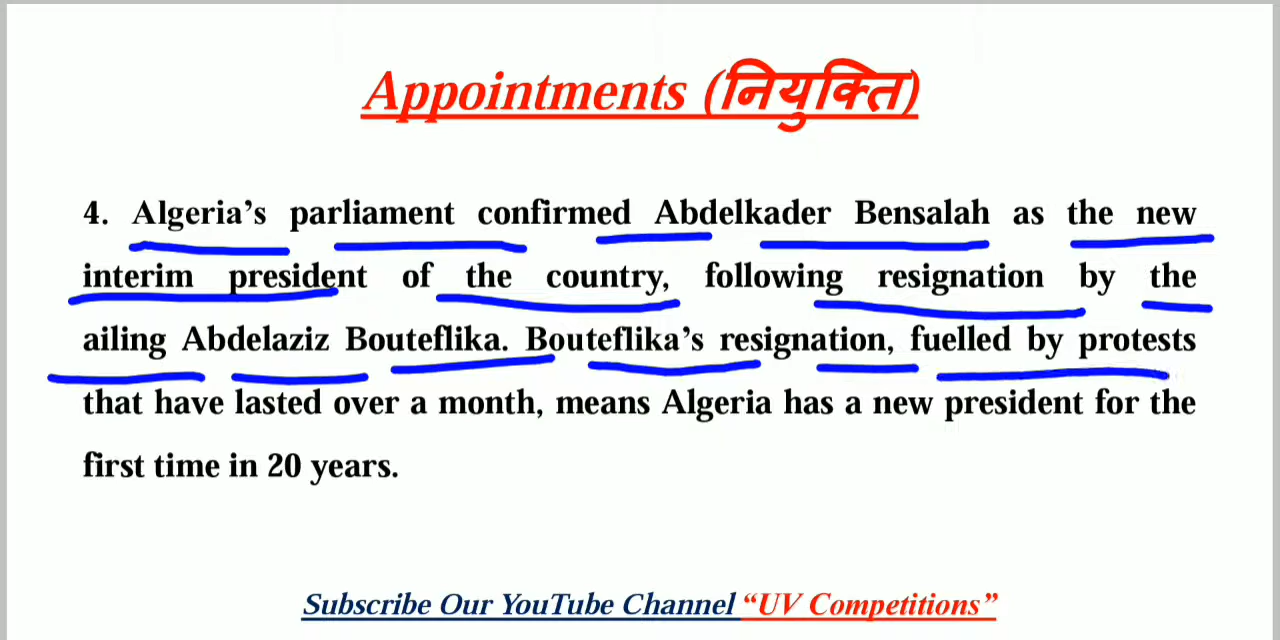 Appointments (नियुक्ति)
4. Algeria’s parliament confirmed Abdelkader Bensalah as the new
interim president of the country, following resignation by the
ailing Abdelaziz Bouteflika. Bouteflika’s resignation, fuelled by protests
that have lasted over a month, means Algeria has a new president for the
first time in 20 years.
Subscribe Our YouTube Channel “UV Competitions”